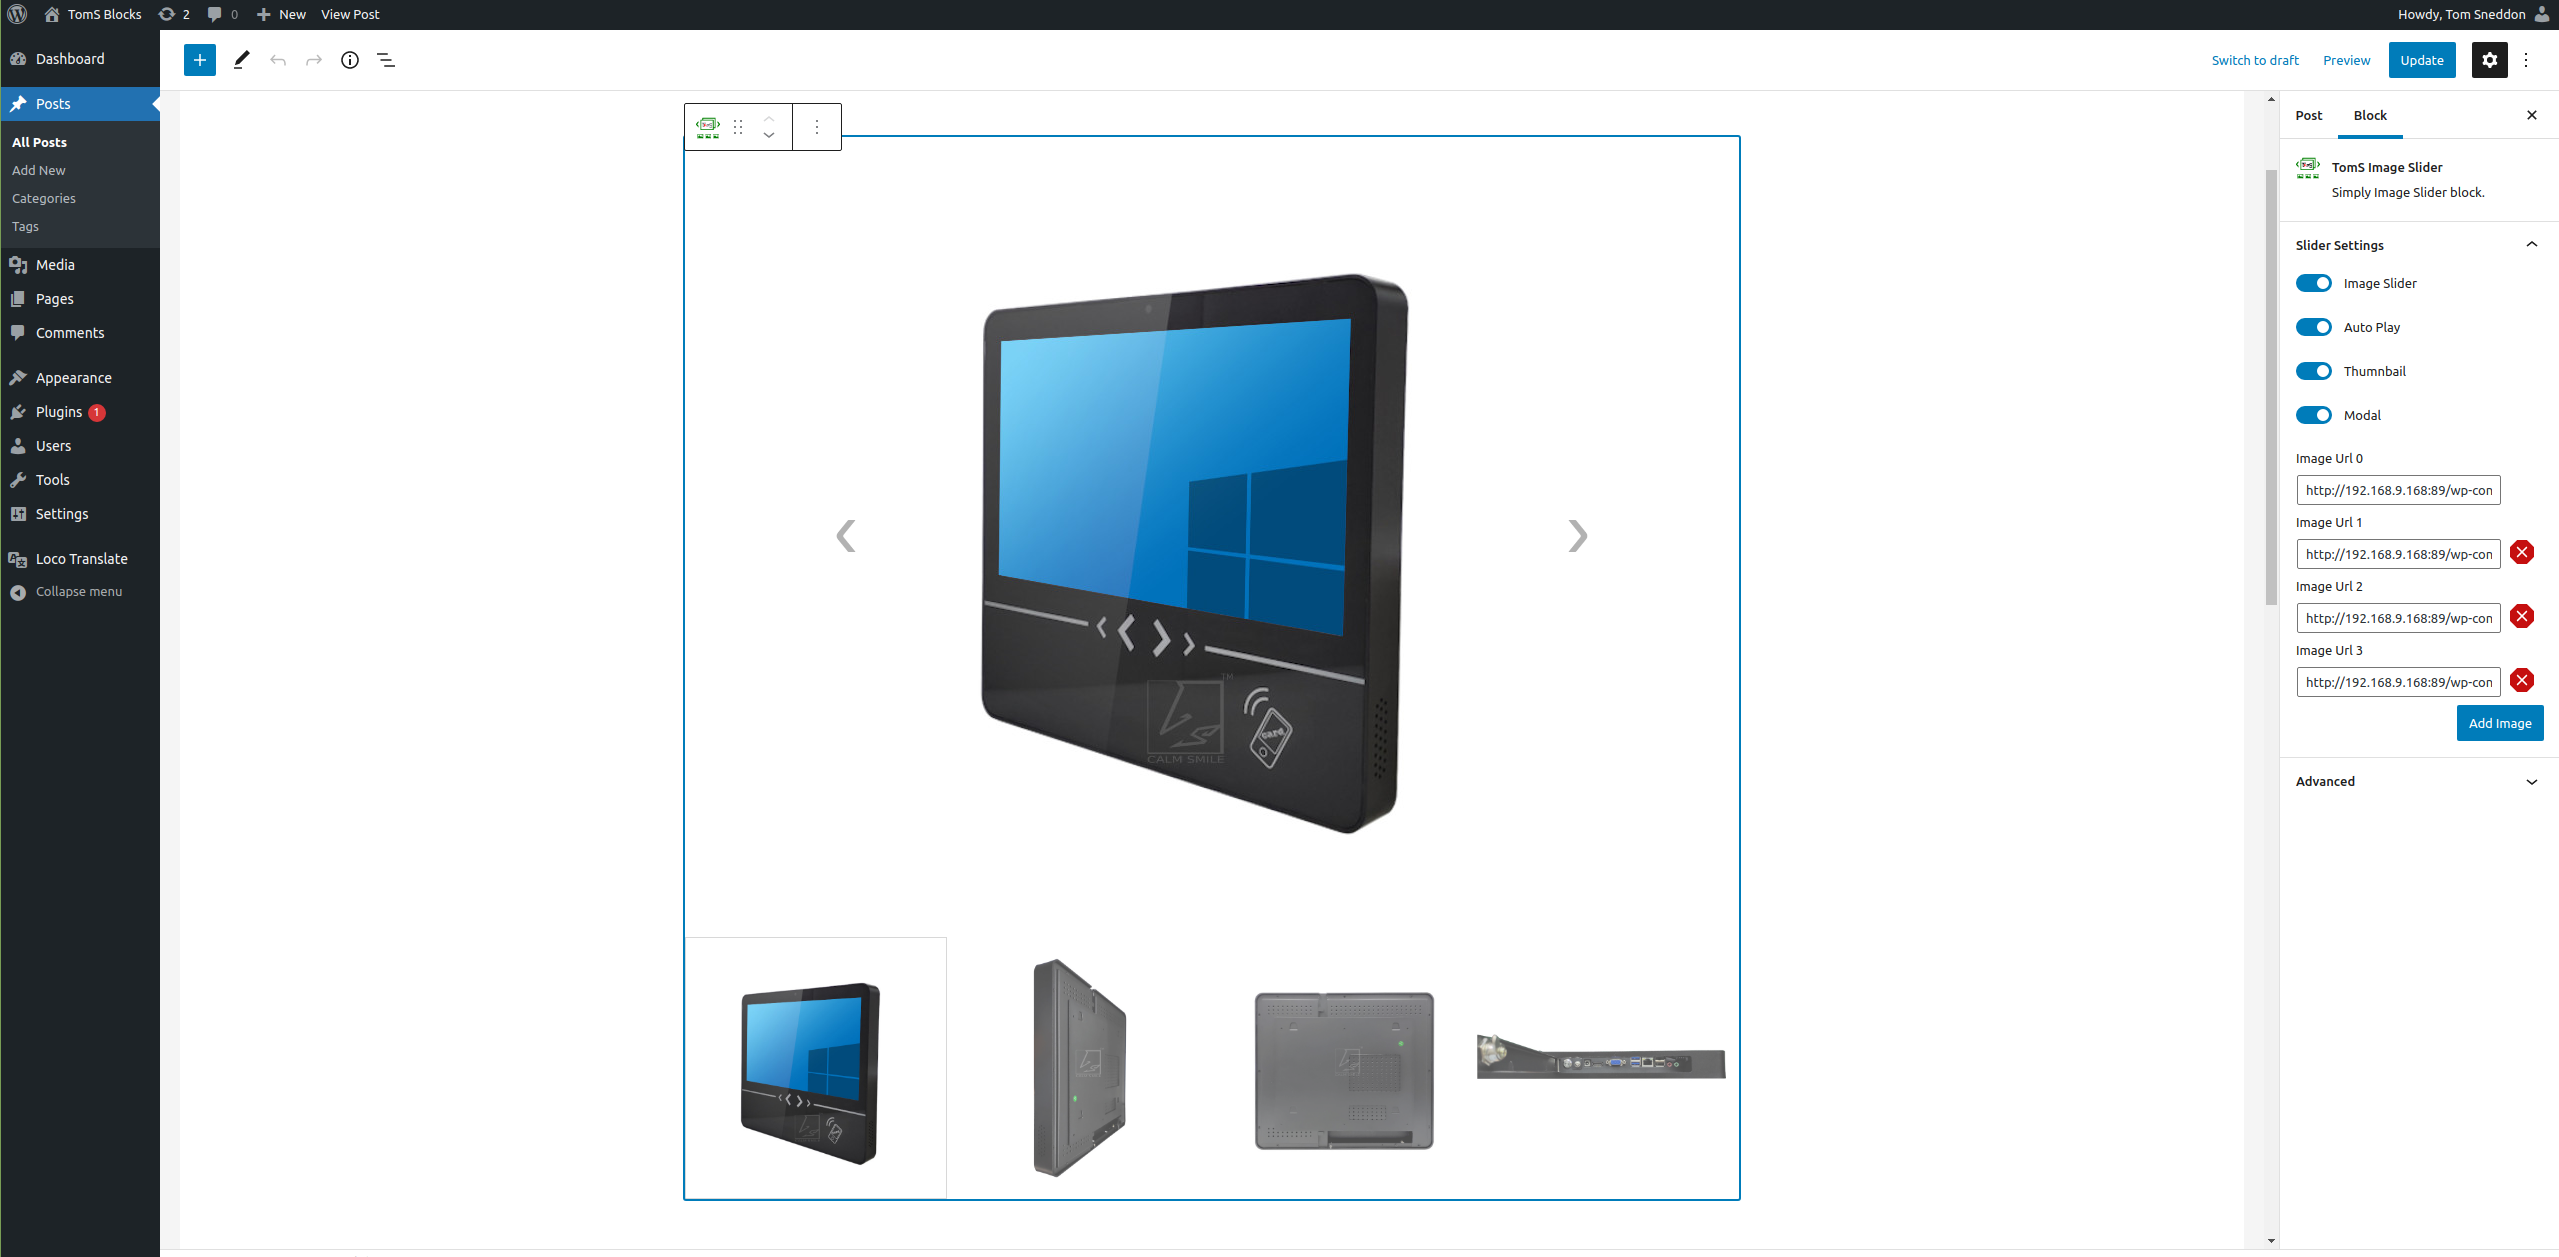 TomS Blocks
2
0
New
View Post
Howdy, Tom Sneddon
Dashboard
Posts
All Posts
Add New
Categories
Tags
Media
Pages
Comments
Appearance
Plugins 1
Users
Tools
Settings
Loco Translate
Collapse menu
Switch to draft
Preview
Update
TM
CALM SMILE
card
Post
Block
TomS Image Slider
Simply Image Slider block.
Slider Settings
Image Slider
Auto Play
Thumnbail
Modal
Image Url 0
http://192.168.9.168:89/wp-con
Image Url 1
http://192.168.9.168:89/wp-con
Image Url 2
http://192.168.9.168:89/wp-con
Image Url 3
http://192.168.9.168:89/wp-con
Add Image
Advanced